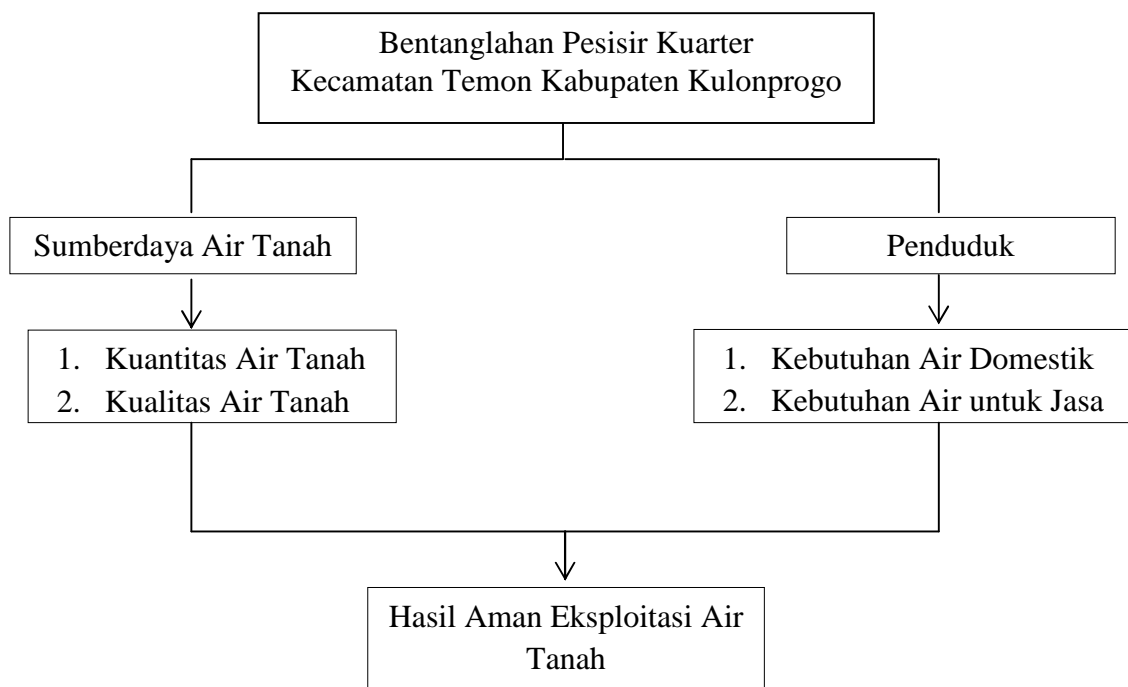 Bentanglahan Pesisir Kuarter
Kecamatan Temon Kabupaten Kulonprogo
Sumberdaya Air Tanah
Penduduk
1. Kuantitas Air Tanah
2. Kualitas Air Tanah
1. Kebutuhan Air Domestik
2. Kebutuhan Air untuk Jasa
Hasil Aman Eksploitasi Air
Tanah